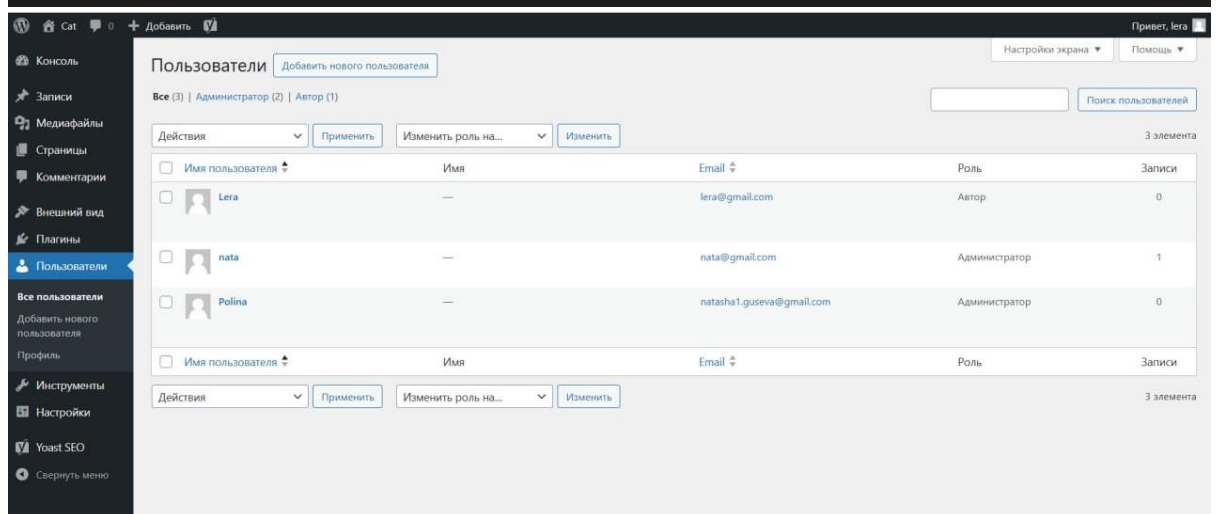 Cat 0 + Добавить Привет, lera
Настройки экрана ▼ Помощь ▼
Консоль
Записи
Медиафайлы
Страницы
Комментарии
Внешний вид
Плагины
Пользователи
Все пользователи
Добавить нового
пользователя
Профиль
Инструменты
Настройки
Yoast SEO
Свернуть меню
Пользователи Добавить нового пользователя
Все (3) | Администратор (2) | Автор (1)
Поиск пользователей
Действия Применить Изменить роль на... Изменить 3 элемента
Имя пользователя Имя Email Роль Записи
Lera — lera@gmail.com Автор 0
nata — nata@gmail.com Администратор 1
Polina — natasha1.guseva@gmail.com Администратор 0
Имя пользователя Имя Email Роль Записи
Действия Применить Изменить роль на... Изменить 3 элемента